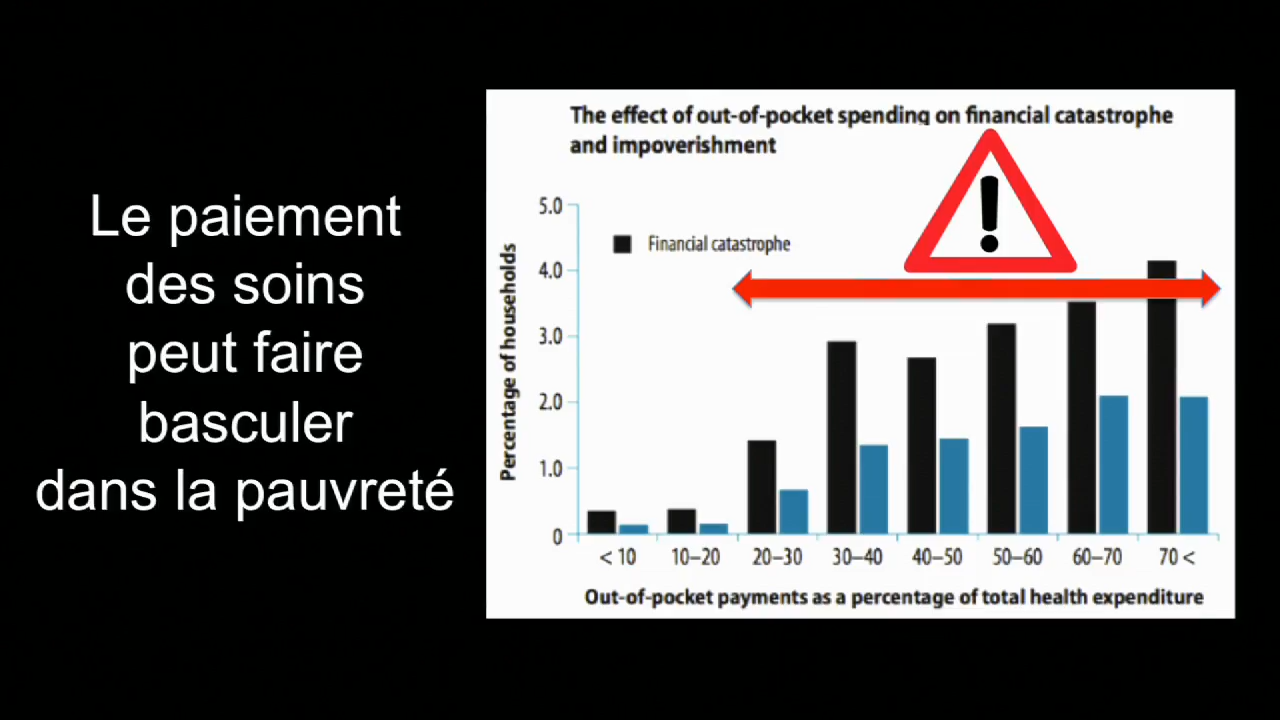 Le paiement
des soins
peut faire
basculer
dans la pauvreté
The effect of out-of-pocket spending on financial catastrophe
and impoverishment
!
Financial catastrophe
Percentage of households
5.0
4.0
3.0
2.0
1.0
0
< 10 10–20 20–30 30–40 40–50 50–60 60–70 70 <
Out-of-pocket payments as a percentage of total health expenditure